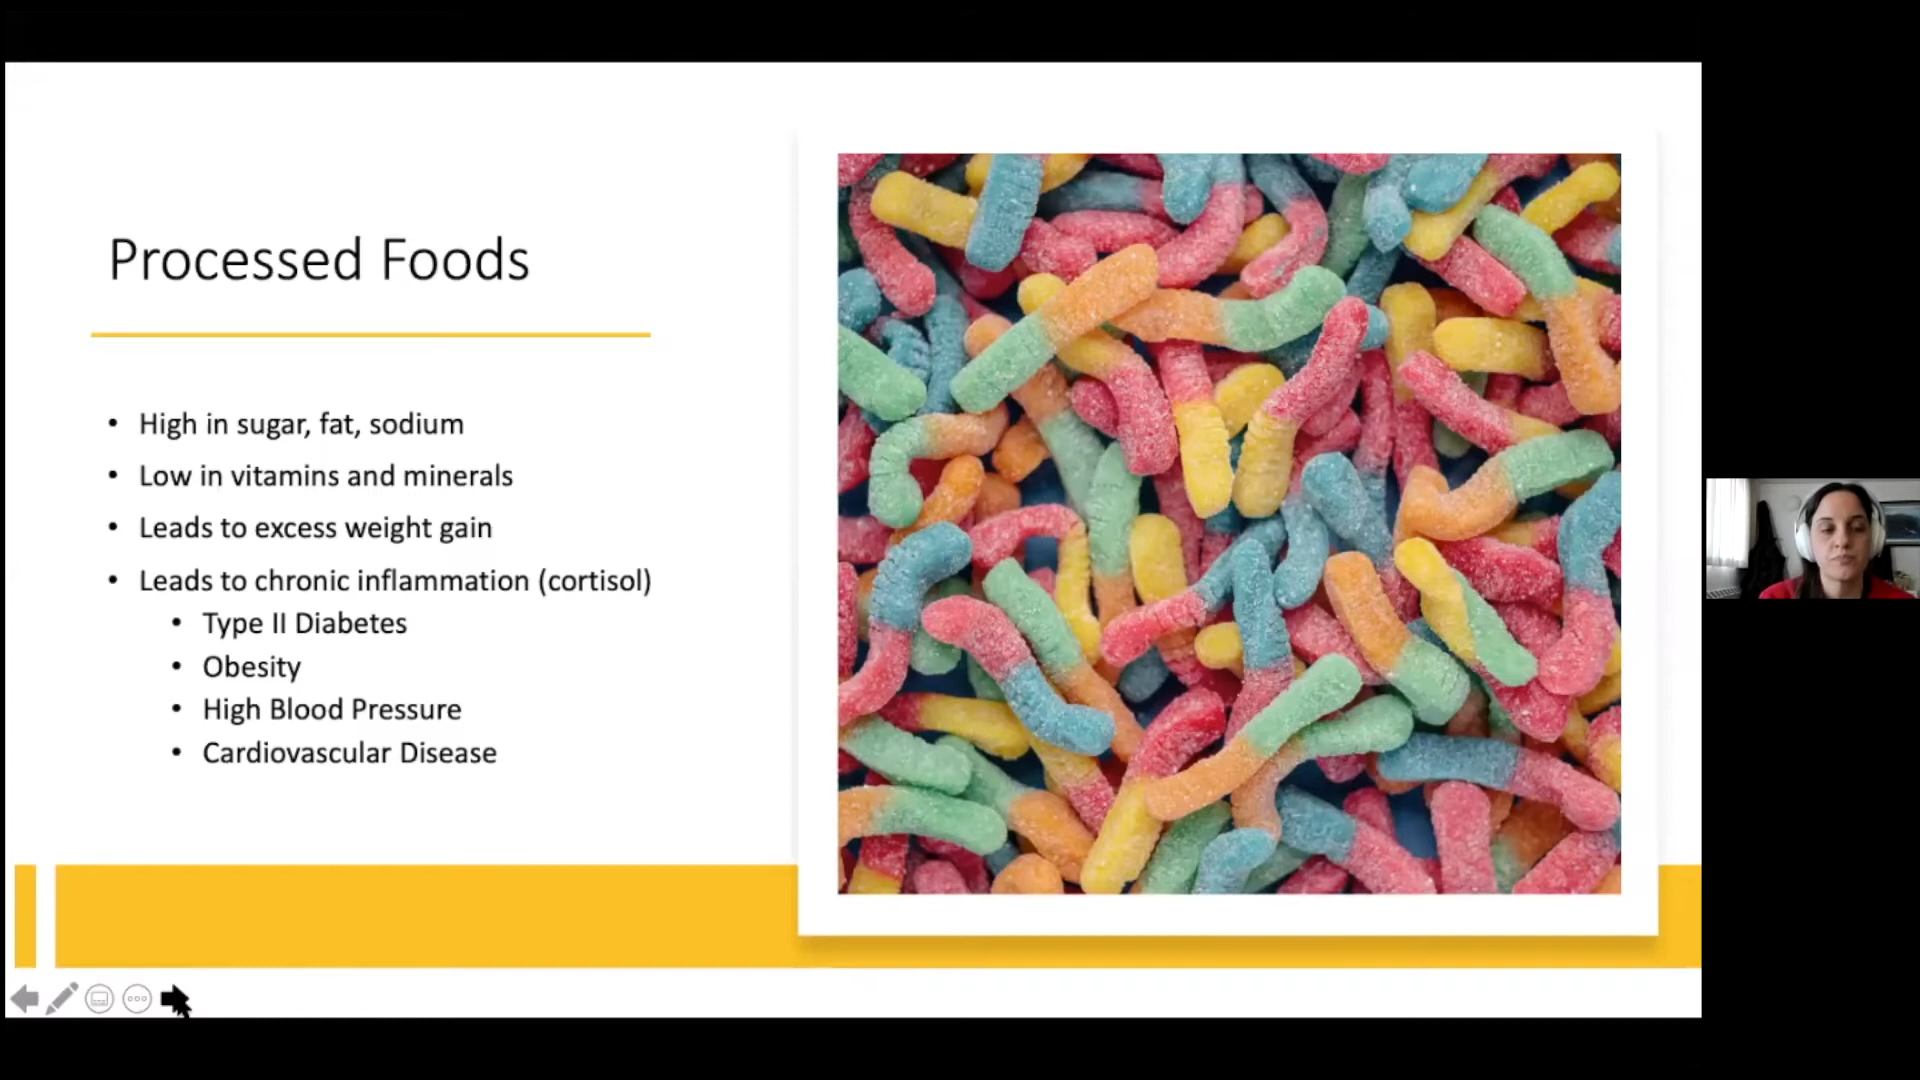 Processed Foods
• High in sugar, fat, sodium
• Low in vitamins and minerals
• Leads to excess weight gain
• Leads to chronic inflammation (cortisol)
• Type II Diabetes
• Obesity
• High Blood Pressure
• Cardiovascular Disease